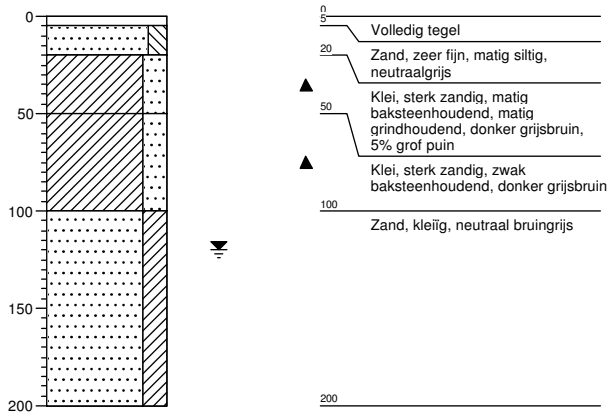 0
50
100
150
200
0
5
Volledig tegel
20
Zand, zeer fijn, matig siltig,
neutraalgrijs
Klei, sterk zandig, matig
baksteenhoudend, matig
grindhoudend, donker grijsbruin,
5% grof puin
50
Klei, sterk zandig, zwak
baksteenhoudend, donker grijsbruin
100
Zand, kleiïg, neutraal bruingrijs
200